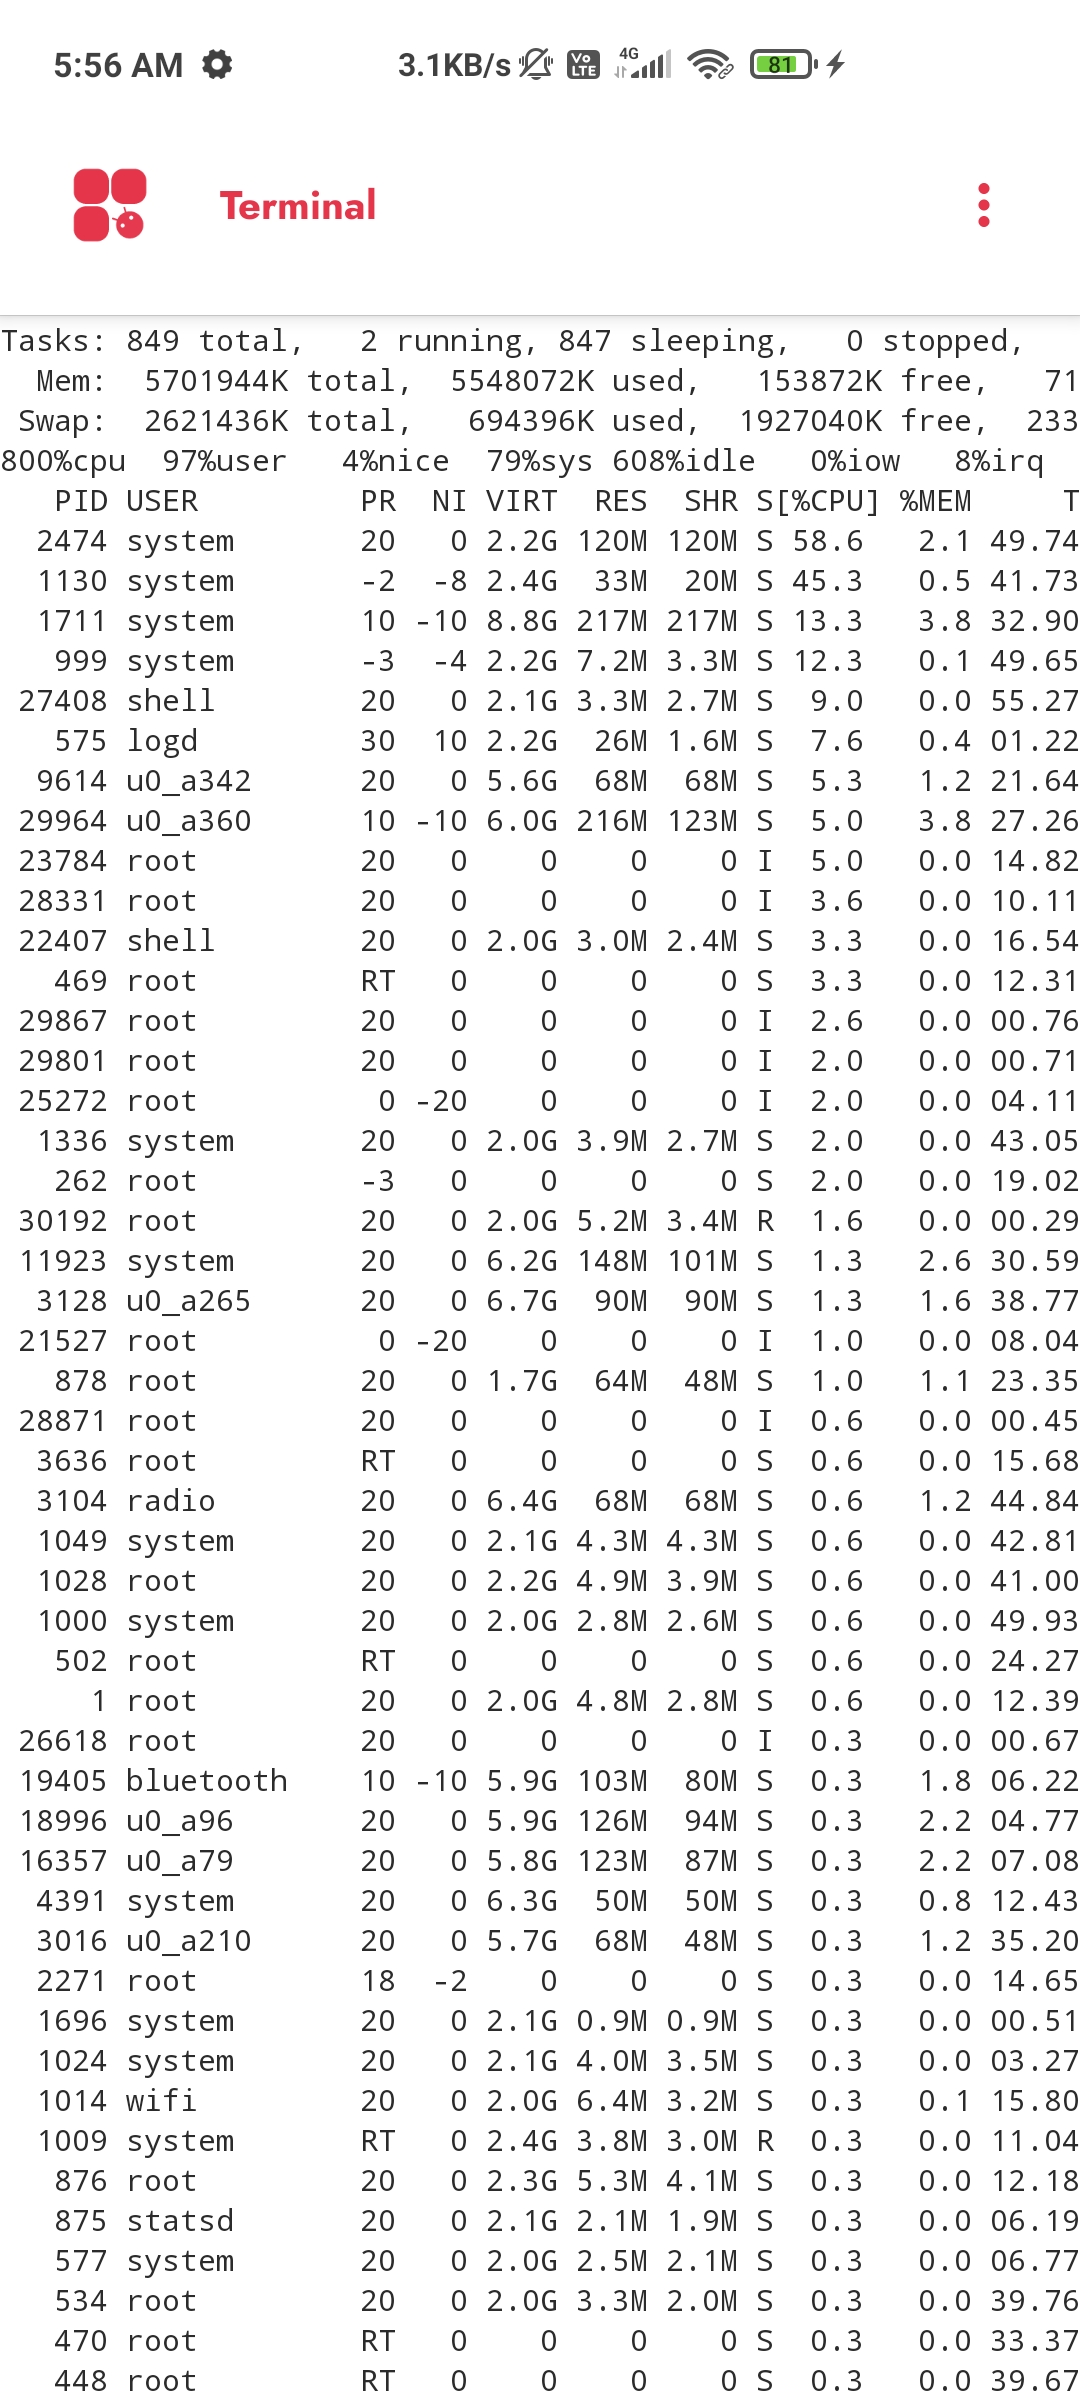 5:56 AM 3.1KB/s Vo LTE 4G 81
Terminal
Tasks: 849 total,   2 running, 847 sleeping,   0 stopped,
  Mem:  5701944K total,  5548072K used,   153872K free,   71
 Swap:  2621436K total,   694396K used,  1927040K free,  233
800%cpu  97%user   4%nice  79%sys 608%idle   0%iow   8%irq
   PID USER         PR  NI VIRT  RES  SHR S[%CPU] %MEM     T
  2474 system       20   0 2.2G 120M 120M S 58.6   2.1 49.74
  1130 system       -2  -8 2.4G  33M  20M S 45.3   0.5 41.73
  1711 system       10 -10 8.8G 217M 217M S 13.3   3.8 32.90
   999 system       -3  -4 2.2G 7.2M 3.3M S 12.3   0.1 49.65
 27408 shell        20   0 2.1G 3.3M 2.7M S  9.0   0.0 55.27
   575 logd         30  10 2.2G  26M 1.6M S  7.6   0.4 01.22
  9614 u0_a342      20   0 5.6G  68M  68M S  5.3   1.2 21.64
 29964 u0_a360      10 -10 6.0G 216M 123M S  5.0   3.8 27.26
 23784 root         20   0    0    0    0 I  5.0   0.0 14.82
 28331 root         20   0    0    0    0 I  3.6   0.0 10.11
 22407 shell        20   0 2.0G 3.0M 2.4M S  3.3   0.0 16.54
   469 root         RT   0    0    0    0 S  3.3   0.0 12.31
 29867 root         20   0    0    0    0 I  2.6   0.0 00.76
 29801 root         20   0    0    0    0 I  2.0   0.0 00.71
 25272 root          0 -20    0    0    0 I  2.0   0.0 04.11
  1336 system       20   0 2.0G 3.9M 2.7M S  2.0   0.0 43.05
   262 root         -3   0    0    0    0 S  2.0   0.0 19.02
 30192 root         20   0 2.0G 5.2M 3.4M R  1.6   0.0 00.29
 11923 system       20   0 6.2G 148M 101M S  1.3   2.6 30.59
  3128 u0_a265      20   0 6.7G  90M  90M S  1.3   1.6 38.77
 21527 root          0 -20    0    0    0 I  1.0   0.0 08.04
   878 root         20   0 1.7G  64M  48M S  1.0   1.1 23.35
 28871 root         20   0    0    0    0 I  0.6   0.0 00.45
  3636 root         RT   0    0    0    0 S  0.6   0.0 15.68
  3104 radio        20   0 6.4G  68M  68M S  0.6   1.2 44.84
  1049 system       20   0 2.1G 4.3M 4.3M S  0.6   0.0 42.81
  1028 root         20   0 2.2G 4.9M 3.9M S  0.6   0.0 41.00
  1000 system       20   0 2.0G 2.8M 2.6M S  0.6   0.0 49.93
   502 root         RT   0    0    0    0 S  0.6   0.0 24.27
     1 root         20   0 2.0G 4.8M 2.8M S  0.6   0.0 12.39
 26618 root         20   0    0    0    0 I  0.3   0.0 00.67
 19405 bluetooth    10 -10 5.9G 103M  80M S  0.3   1.8 06.22
 18996 u0_a96       20   0 5.9G 126M  94M S  0.3   2.2 04.77
 16357 u0_a79       20   0 5.8G 123M  87M S  0.3   2.2 07.08
  4391 system       20   0 6.3G  50M  50M S  0.3   0.8 12.43
  3016 u0_a210      20   0 5.7G  68M  48M S  0.3   1.2 35.20
  2271 root         18  -2    0    0    0 S  0.3   0.0 14.65
  1696 system       20   0 2.1G 0.9M 0.9M S  0.3   0.0 00.51
  1024 system       20   0 2.1G 4.0M 3.5M S  0.3   0.0 03.27
  1014 wifi         20   0 2.0G 6.4M 3.2M S  0.3   0.1 15.80
  1009 system       RT   0 2.4G 3.8M 3.0M R  0.3   0.0 11.04
   876 root         20   0 2.3G 5.3M 4.1M S  0.3   0.0 12.18
   875 statsd       20   0 2.1G 2.1M 1.9M S  0.3   0.0 06.19
   577 system       20   0 2.0G 2.5M 2.1M S  0.3   0.0 06.77
   534 root         20   0 2.0G 3.3M 2.0M S  0.3   0.0 39.76
   470 root         RT   0    0    0    0 S  0.3   0.0 33.37
   448 root         RT   0    0    0    0 S  0.3   0.0 39.67